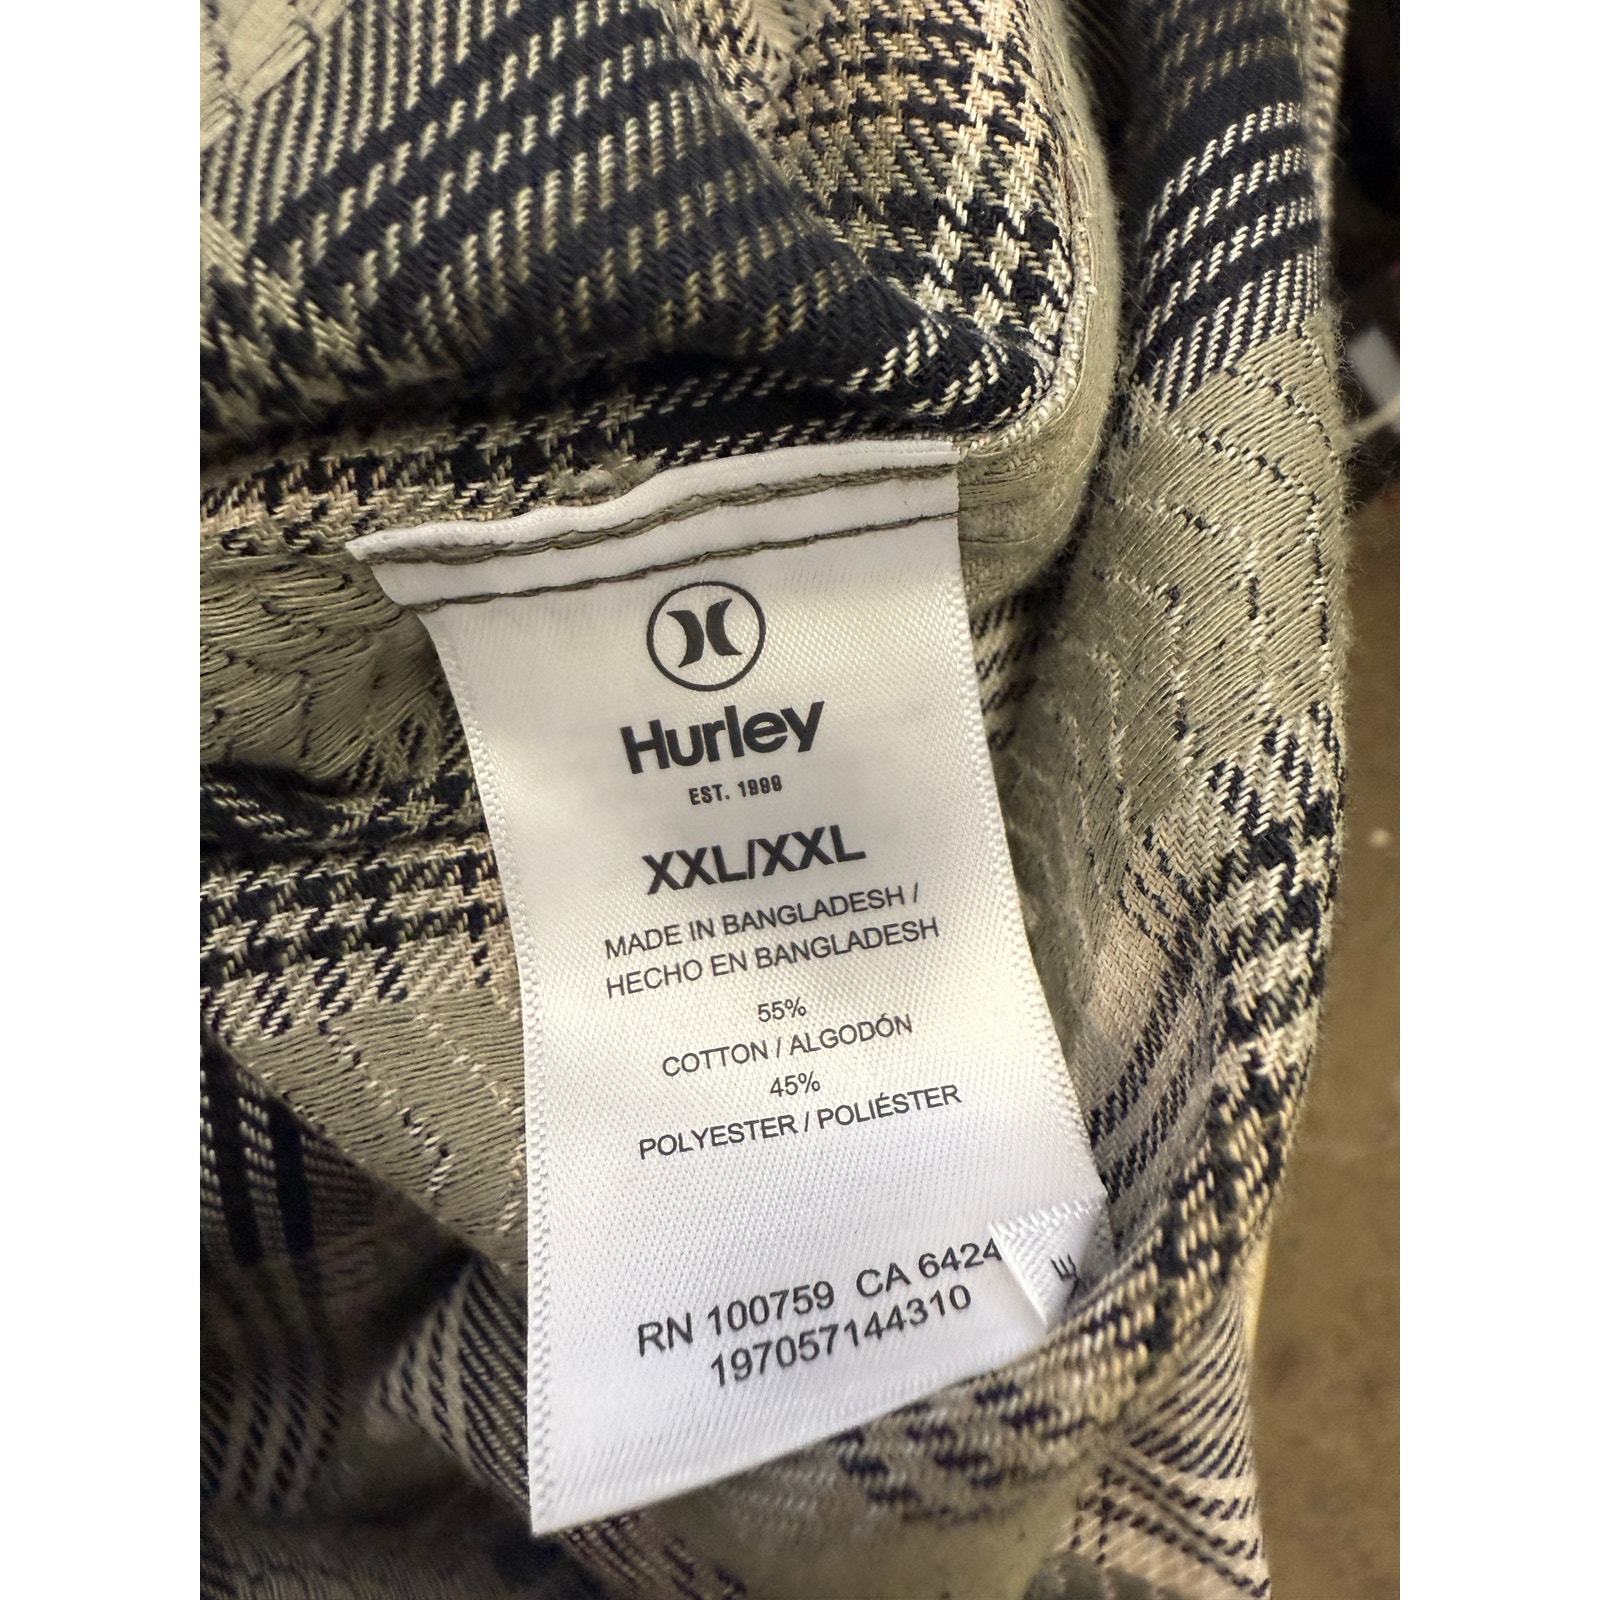 Hurley
EST. 1999
XXL/XXL
MADE IN BANGLADESH /
HECHO EN BANGLADESH
55%
COTTON / ALGODÓN
45%
POLYESTER / POLIÉSTER
RN 100759 CA 6424
197057144310